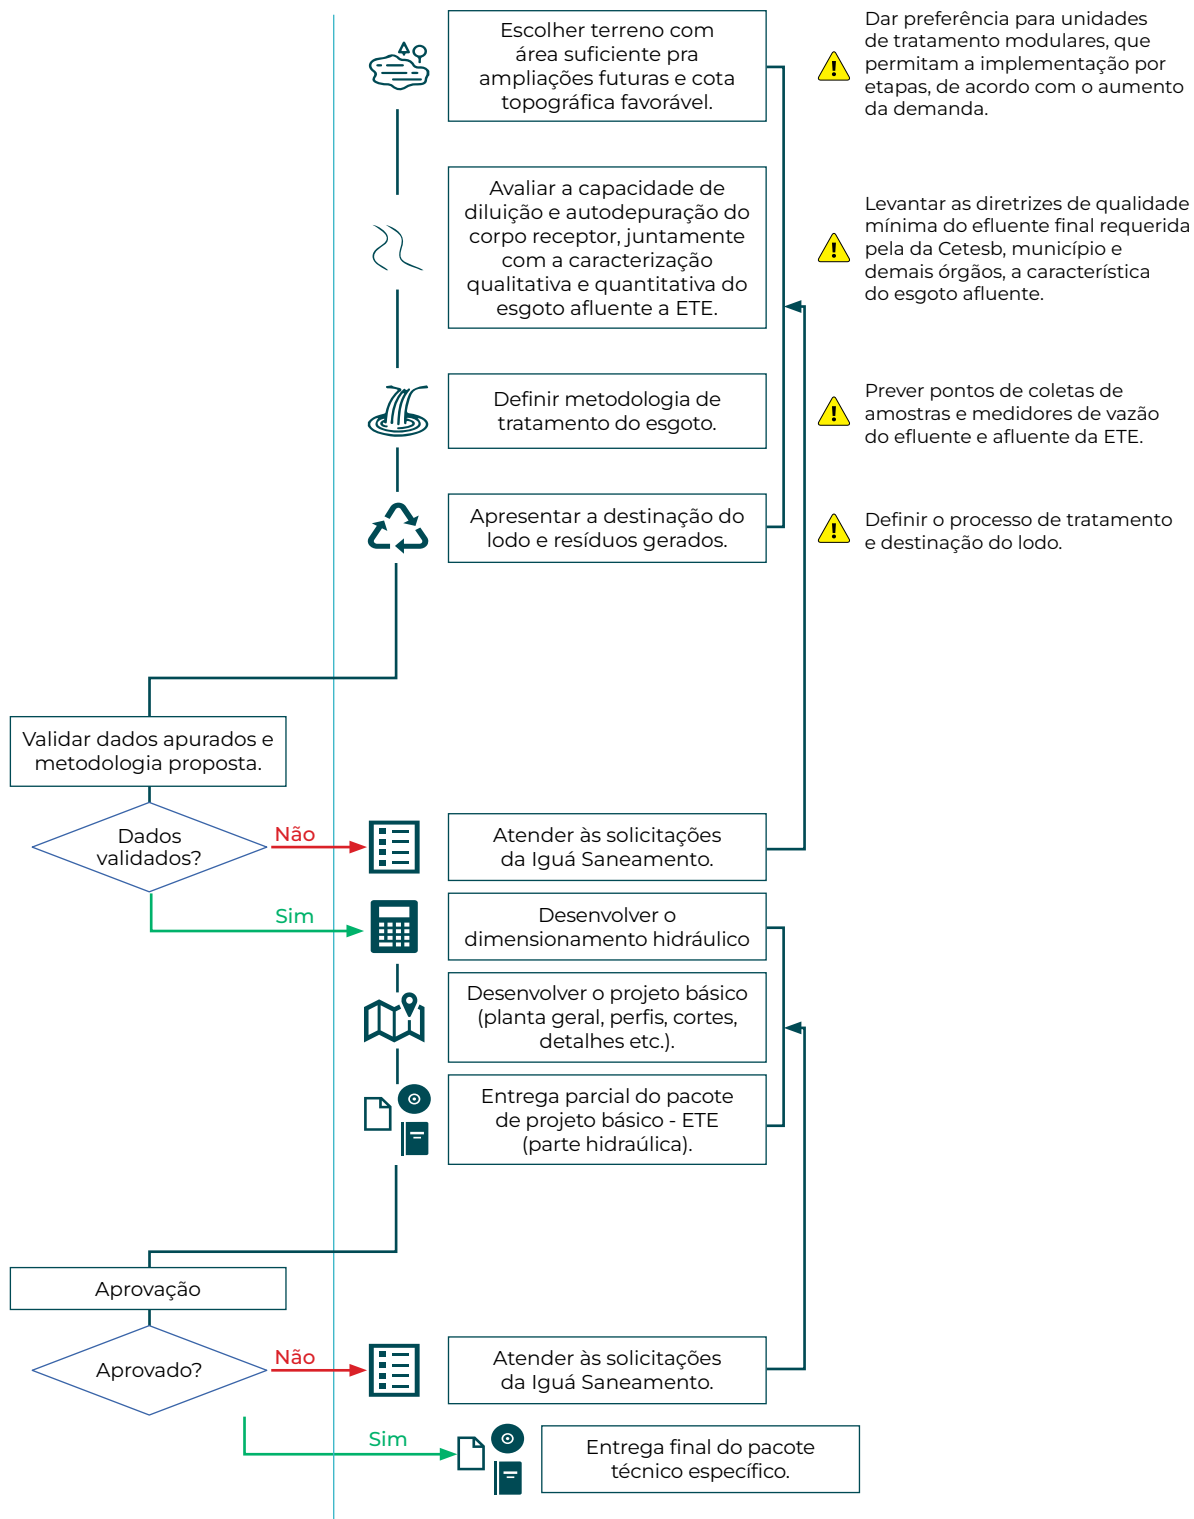 Escolher terreno com
área suficiente pra
ampliações futuras e cota
topográfica favorável.
Dar preferência para unidades
de tratamento modulares, que
permitam a implementação por
etapas, de acordo com o aumento
da demanda.
Avaliar a capacidade de
diluição e autodepuração do
corpo receptor, juntamente
com a caracterização
qualitativa e quantitativa do
esgoto afluente a ETE.
Levantar as diretrizes de qualidade
mínima do efluente final requerida
pela da Cetesb, município e
demais órgãos, a característica
do esgoto afluente.
Definir metodologia de
tratamento do esgoto.
Prever pontos de coletas de
amostras e medidores de vazão
do efluente e afluente da ETE.
Apresentar a destinação do
lodo e resíduos gerados.
Definir o processo de tratamento
e destinação do lodo.
Validar dados apurados e
metodologia proposta.
Dados
validados?
Não
Atender às solicitações
da Iguá Saneamento.
Sim
Desenvolver o
dimensionamento hidráulico
Desenvolver o projeto básico
(planta geral, perfis, cortes,
detalhes etc.).
Entrega parcial do pacote
de projeto básico - ETE
(parte hidraúlica).
Aprovação
Aprovado?
Não
Atender às solicitações
da Iguá Saneamento.
Sim
Entrega final do pacote
técnico específico.